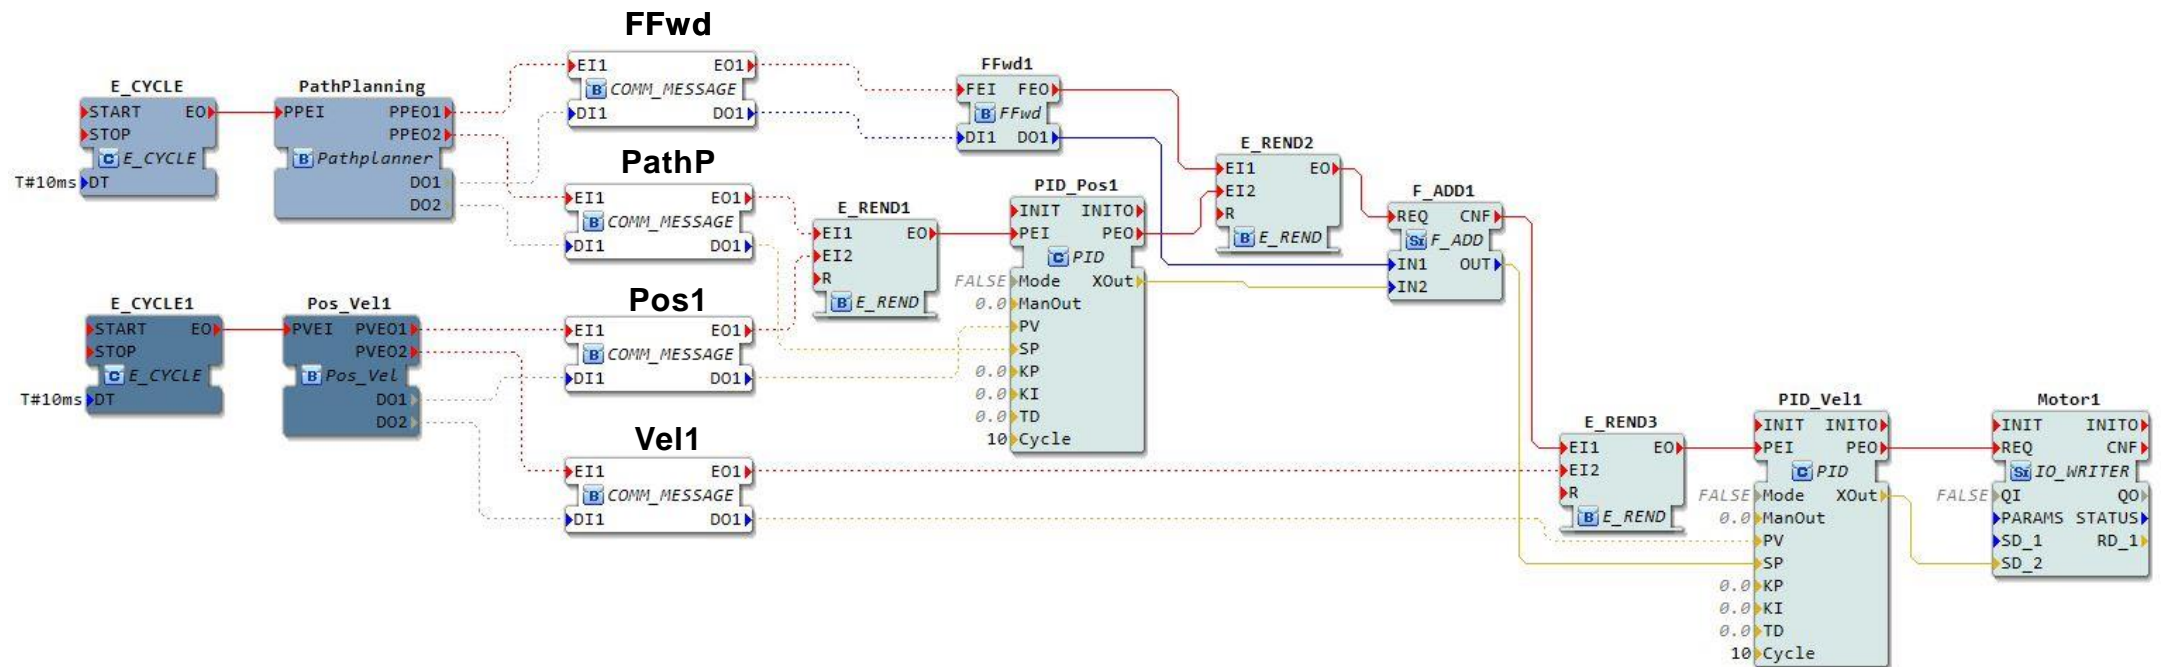 FFwd
EI1 EO1
B COMM_MESSAGE
DI1 DO1
E_CYCLE
START EO
STOP
C E_CYCLE
T#10ms DT
PathPlanning
PPEI PPEO1
PPEO2
B Pathplanner
DO1
DO2
FFwd1
FEI FEO
B FFwd
DI1 DO1
PathP
EI1 EO1
B COMM_MESSAGE
DI1 DO1
E_REND1
EI1 EO
EI2
R
B E_REND
PID_Pos1
INIT INITO
PEI PEO
C PID
FALSE Mode XOut
0.0 ManOut
PV
SP
0.0 KP
0.0 KI
0.0 TD
10 Cycle
E_REND2
EI1 EO
EI2
R
B E_REND
F_ADD1
REQ CNF
Si F_ADD
IN1 OUT
IN2
E_CYCLE1
START EO
STOP
C E_CYCLE
T#10ms DT
Pos_Vel1
PVEI PVEO1
PVEO2
B Pos_Vel
DO1
DO2
Pos1
EI1 EO1
B COMM_MESSAGE
DI1 DO1
Vel1
EI1 EO1
B COMM_MESSAGE
DI1 DO1
E_REND3
EI1 EO
EI2
R
B E_REND
PID_Vel1
INIT INITO
PEI PEO
C PID
FALSE Mode XOut
0.0 ManOut
PV
SP
0.0 KP
0.0 KI
0.0 TD
10 Cycle
Motor1
INIT INITO
REQ CNF
Si IO_WRITER
FALSE QI QO
PARAMS STATUS
SD_1 RD_1
SD_2